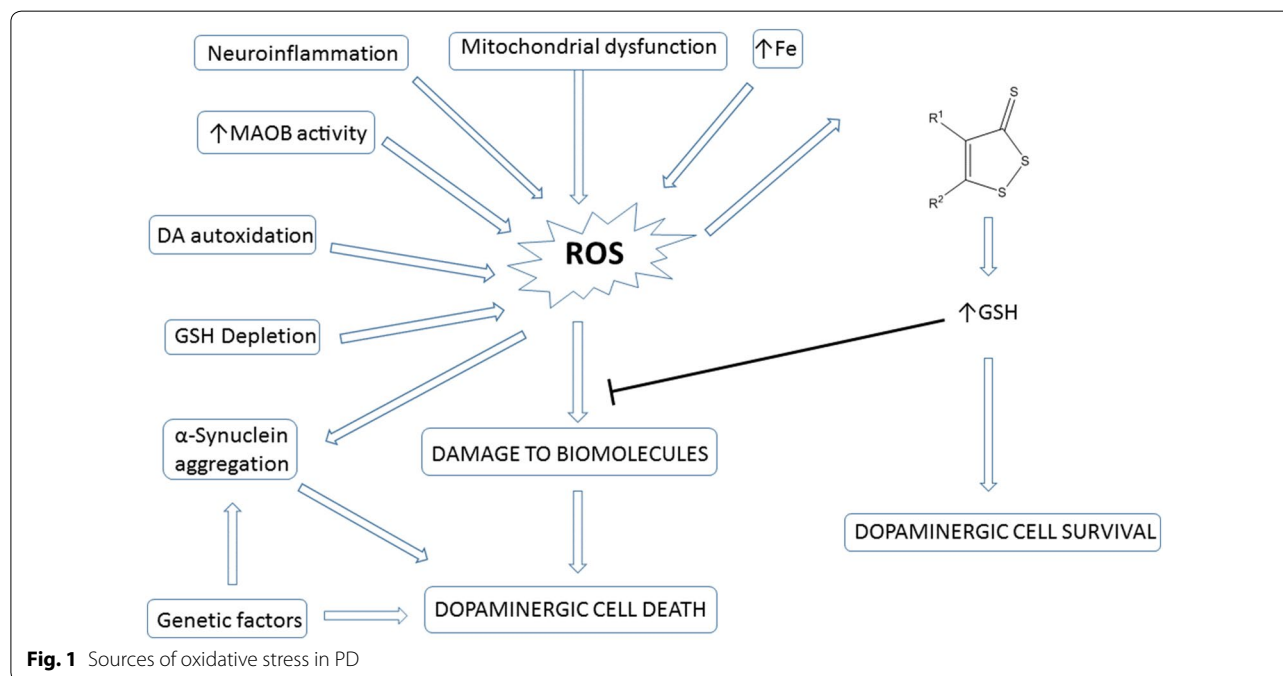 Neuroinflammation
Mitochondrial dysfunction
↑Fe
↑MAOB activity
DA autoxidation
GSH Depletion
ROS
S
R¹
S
S
R²
↑GSH
α-Synuclein
aggregation
DAMAGE TO BIOMOLECULES
DOPAMINERGIC CELL SURVIVAL
Genetic factors
DOPAMINERGIC CELL DEATH
Fig. 1 Sources of oxidative stress in PD